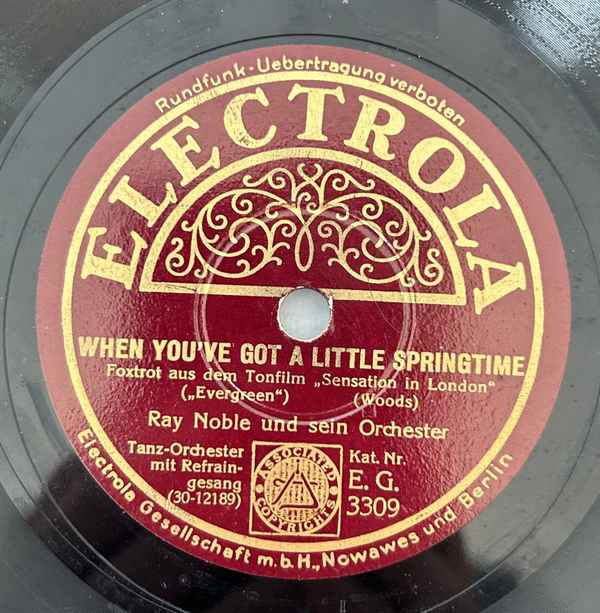 Rundfunk-Uebertragung verboten
ELECTROLA
WHEN YOU'VE GOT A LITTLE SPRINGTIME
Foxtrot aus dem Tonfilm „Sensation in London“
(„Evergreen“) (Woods)
Ray Noble und sein Orchester
Tanz-Orchester
mit Refrain-
gesang
(30-12189)
ASSOCIATED
COPYRIGHTS
Kat. Nr.
E. G.
3309
Electrola Gesellschaft m.b.H., Nowawes und Berlin